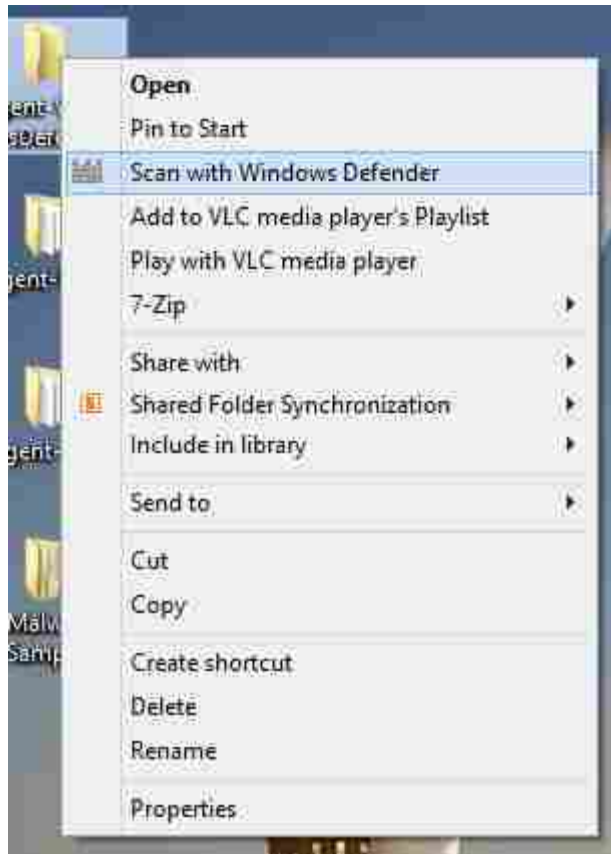 Open
Pin to Start
Scan with Windows Defender
Add to VLC media player's Playlist
Play with VLC media player
7-Zip
Share with
Shared Folder Synchronization
Include in library
Send to
Cut
Copy
Create shortcut
Delete
Rename
Properties